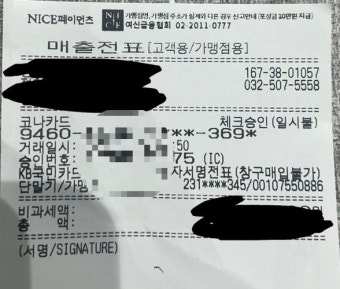 NICE페이먼츠 NICE 가맹점명, 가맹점 주소가 실제와 다른 경우 신고안내 (포상금 10만원 지급)
여신금융협회 02-2011-0777
매출전표 [고객용/가맹점용]
167-38-01057
032-507-5558
코나카드 체크승인 (일시불)
9460- **-369*
거래일시: :50
승인번호: 75 (IC)
KB국민카드 자서명전표 (창구매입불가)
단말기/가맹 231****345/00107550886
비과세액: 원
총 액:
(서명/SIGNATURE)